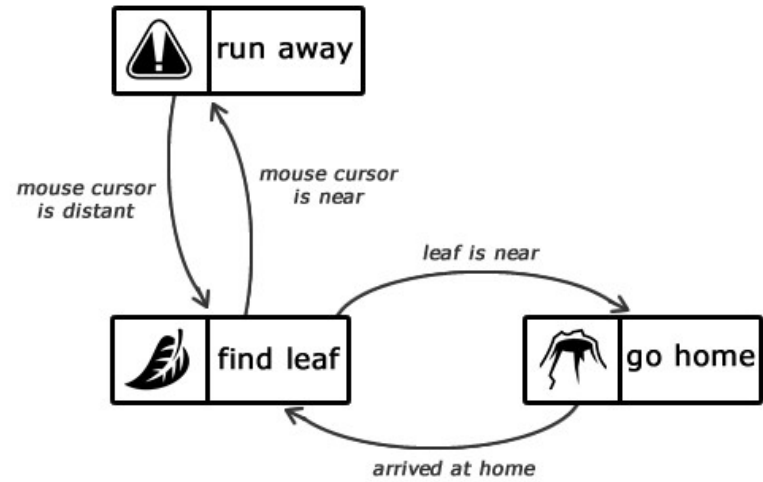 run away
mouse cursor
is distant
mouse cursor
is near
leaf is near
find leaf
go home
arrived at home